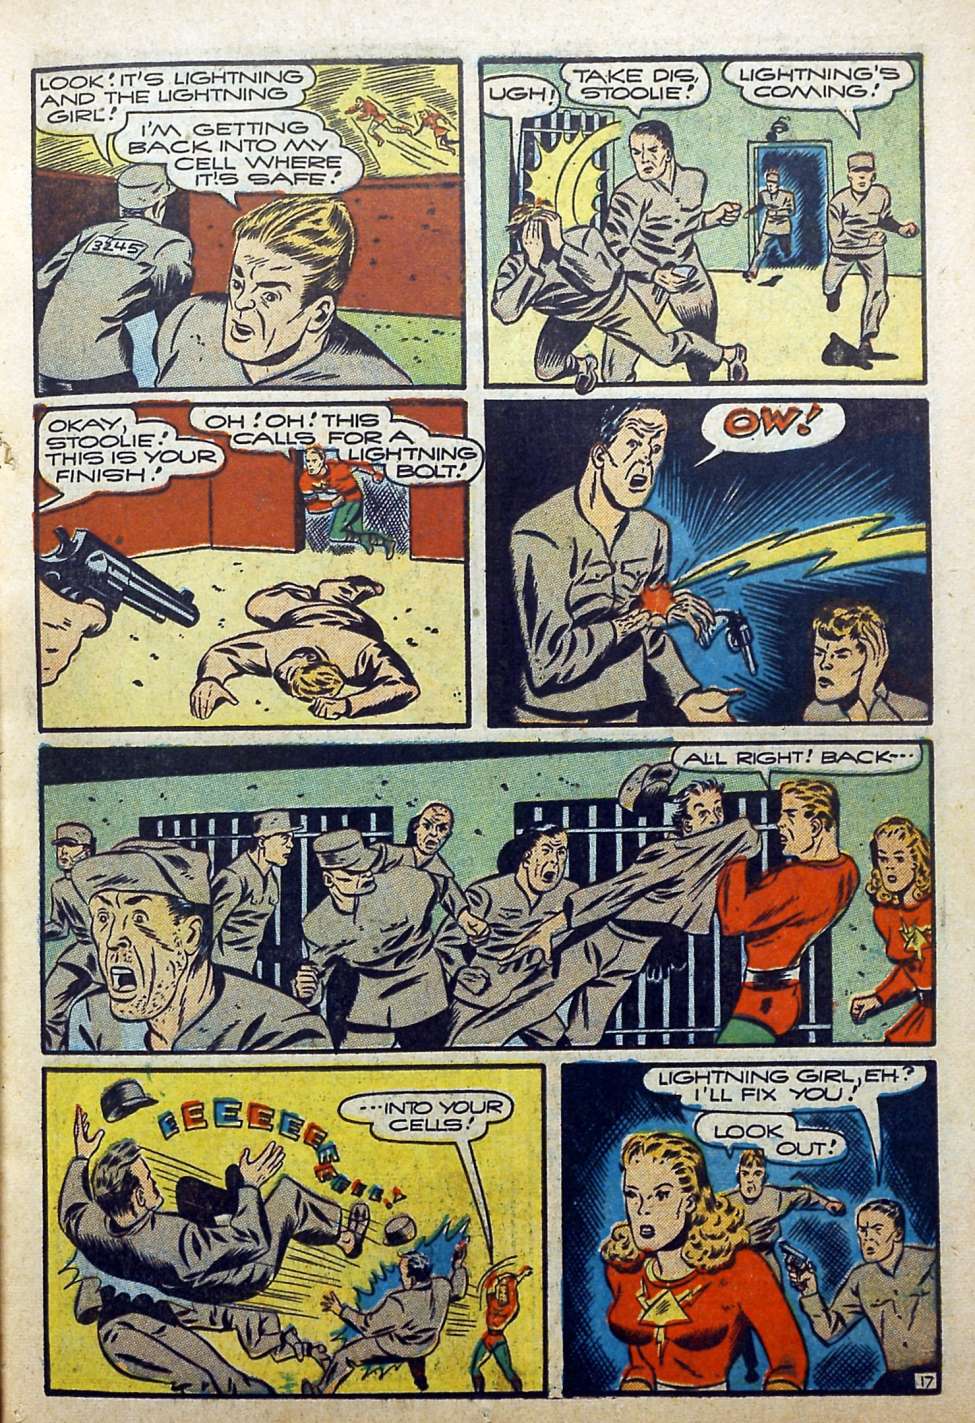 LOOK! IT'S LIGHTNING
AND THE LIGHTNING
GIRL!
I'M GETTING
BACK INTO MY
CELL WHERE
IT'S SAFE!
3245
UGH!
TAKE DIS,
STOOLIE!
LIGHTNING'S
COMING!
OKAY,
STOOLIE!
THIS IS YOUR
FINISH!
OH! OH! THIS
CALLS FOR A
LIGHTNING
BOLT!
OW!
ALL RIGHT! BACK---
EEEEEEEE
---INTO YOUR
CELLS!
LIGHTNING GIRL, EH?
I'LL FIX YOU!
LOOK
OUT!
17